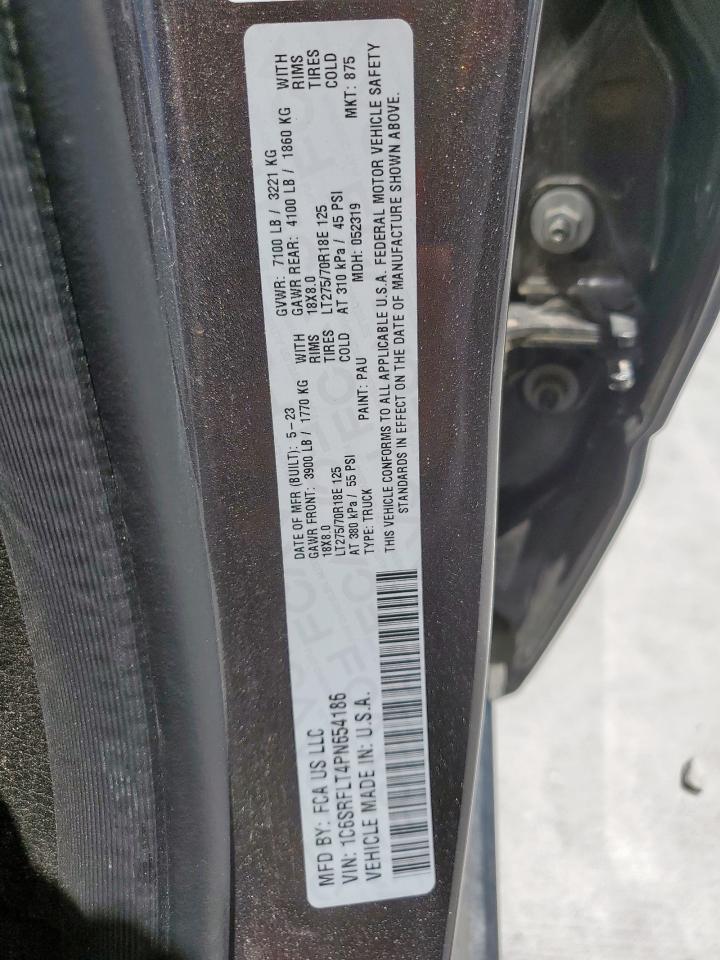 MFD BY: FCA US LLC
DATE OF MFR (BUILT): 5-23 GVWR: 7100 LB / 3221 KG
GAWR FRONT: 3900 LB / 1770 KG WITH GAWR REAR: 4100 LB / 1860 KG WITH
18X8.0 RIMS 18X8.0 RIMS
LT275/70R18E 125 TIRES LT275/70R18E 125 TIRES
AT 380 kPa / 55 PSI COLD AT 310 kPa / 45 PSI COLD
VIN: 1C6SRFLT4PN654186
TYPE: TRUCK PAINT: PAU MDH: 052319 MKT: 875
VEHICLE MADE IN: U.S.A.
THIS VEHICLE CONFORMS TO ALL APPLICABLE U.S.A. FEDERAL MOTOR VEHICLE SAFETY
STANDARDS IN EFFECT ON THE DATE OF MANUFACTURE SHOWN ABOVE.